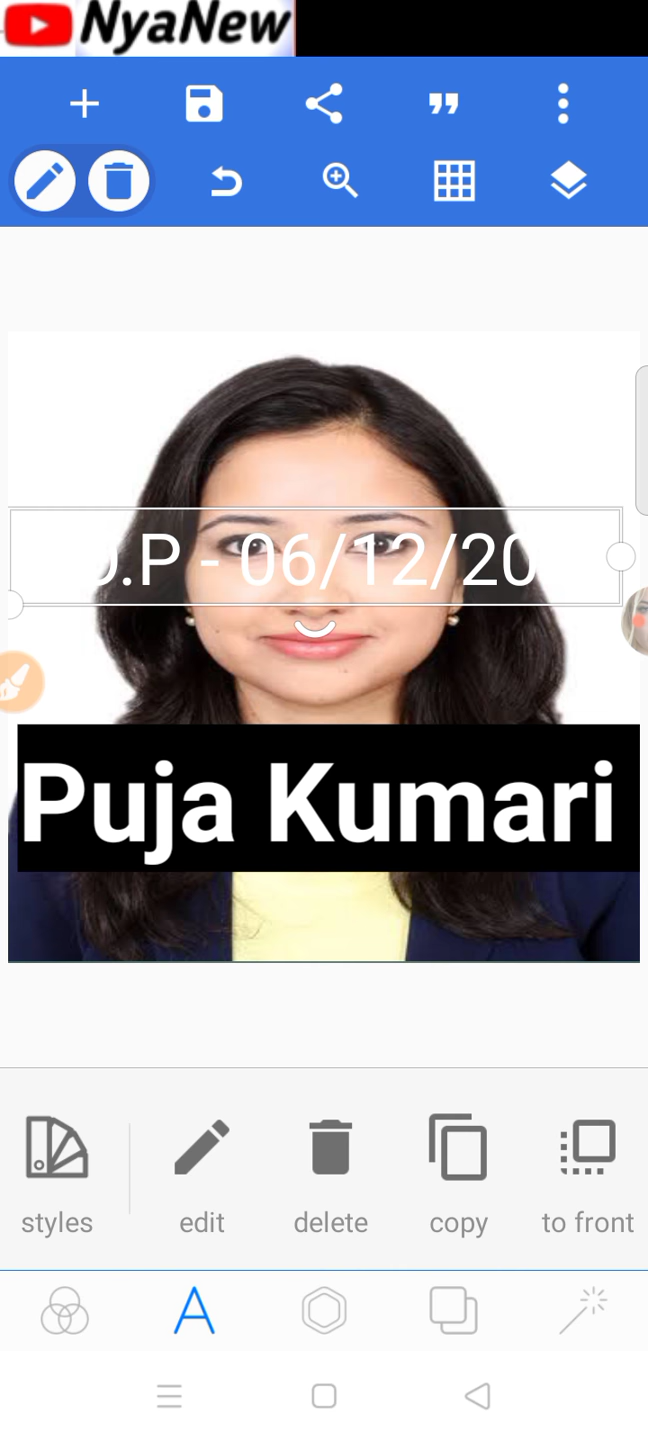 NyaNew
D.P - 06/12/20
Puja Kumari
styles
edit
delete
copy
to front